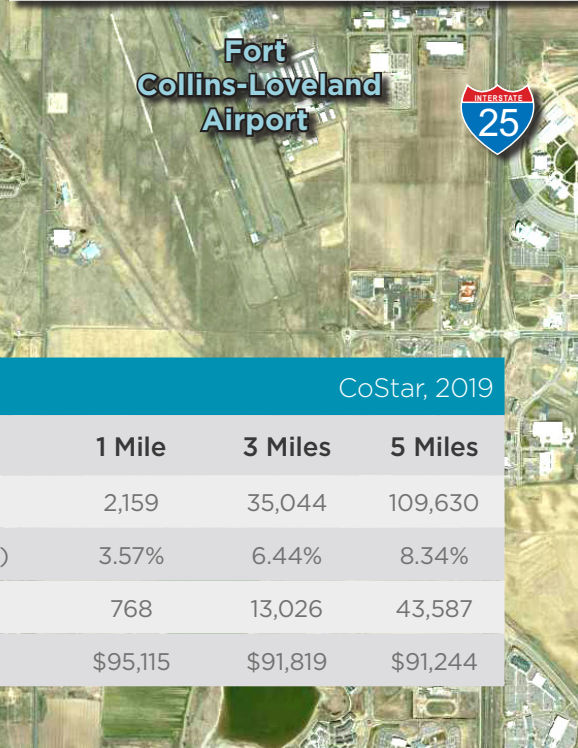 Fort
Collins-Loveland
Airport
INTERSTATE
25
CoStar, 2019
1 Mile 3 Miles 5 Miles
2,159 35,044 109,630
) 3.57% 6.44% 8.34%
768 13,026 43,587
$95,115 $91,819 $91,244